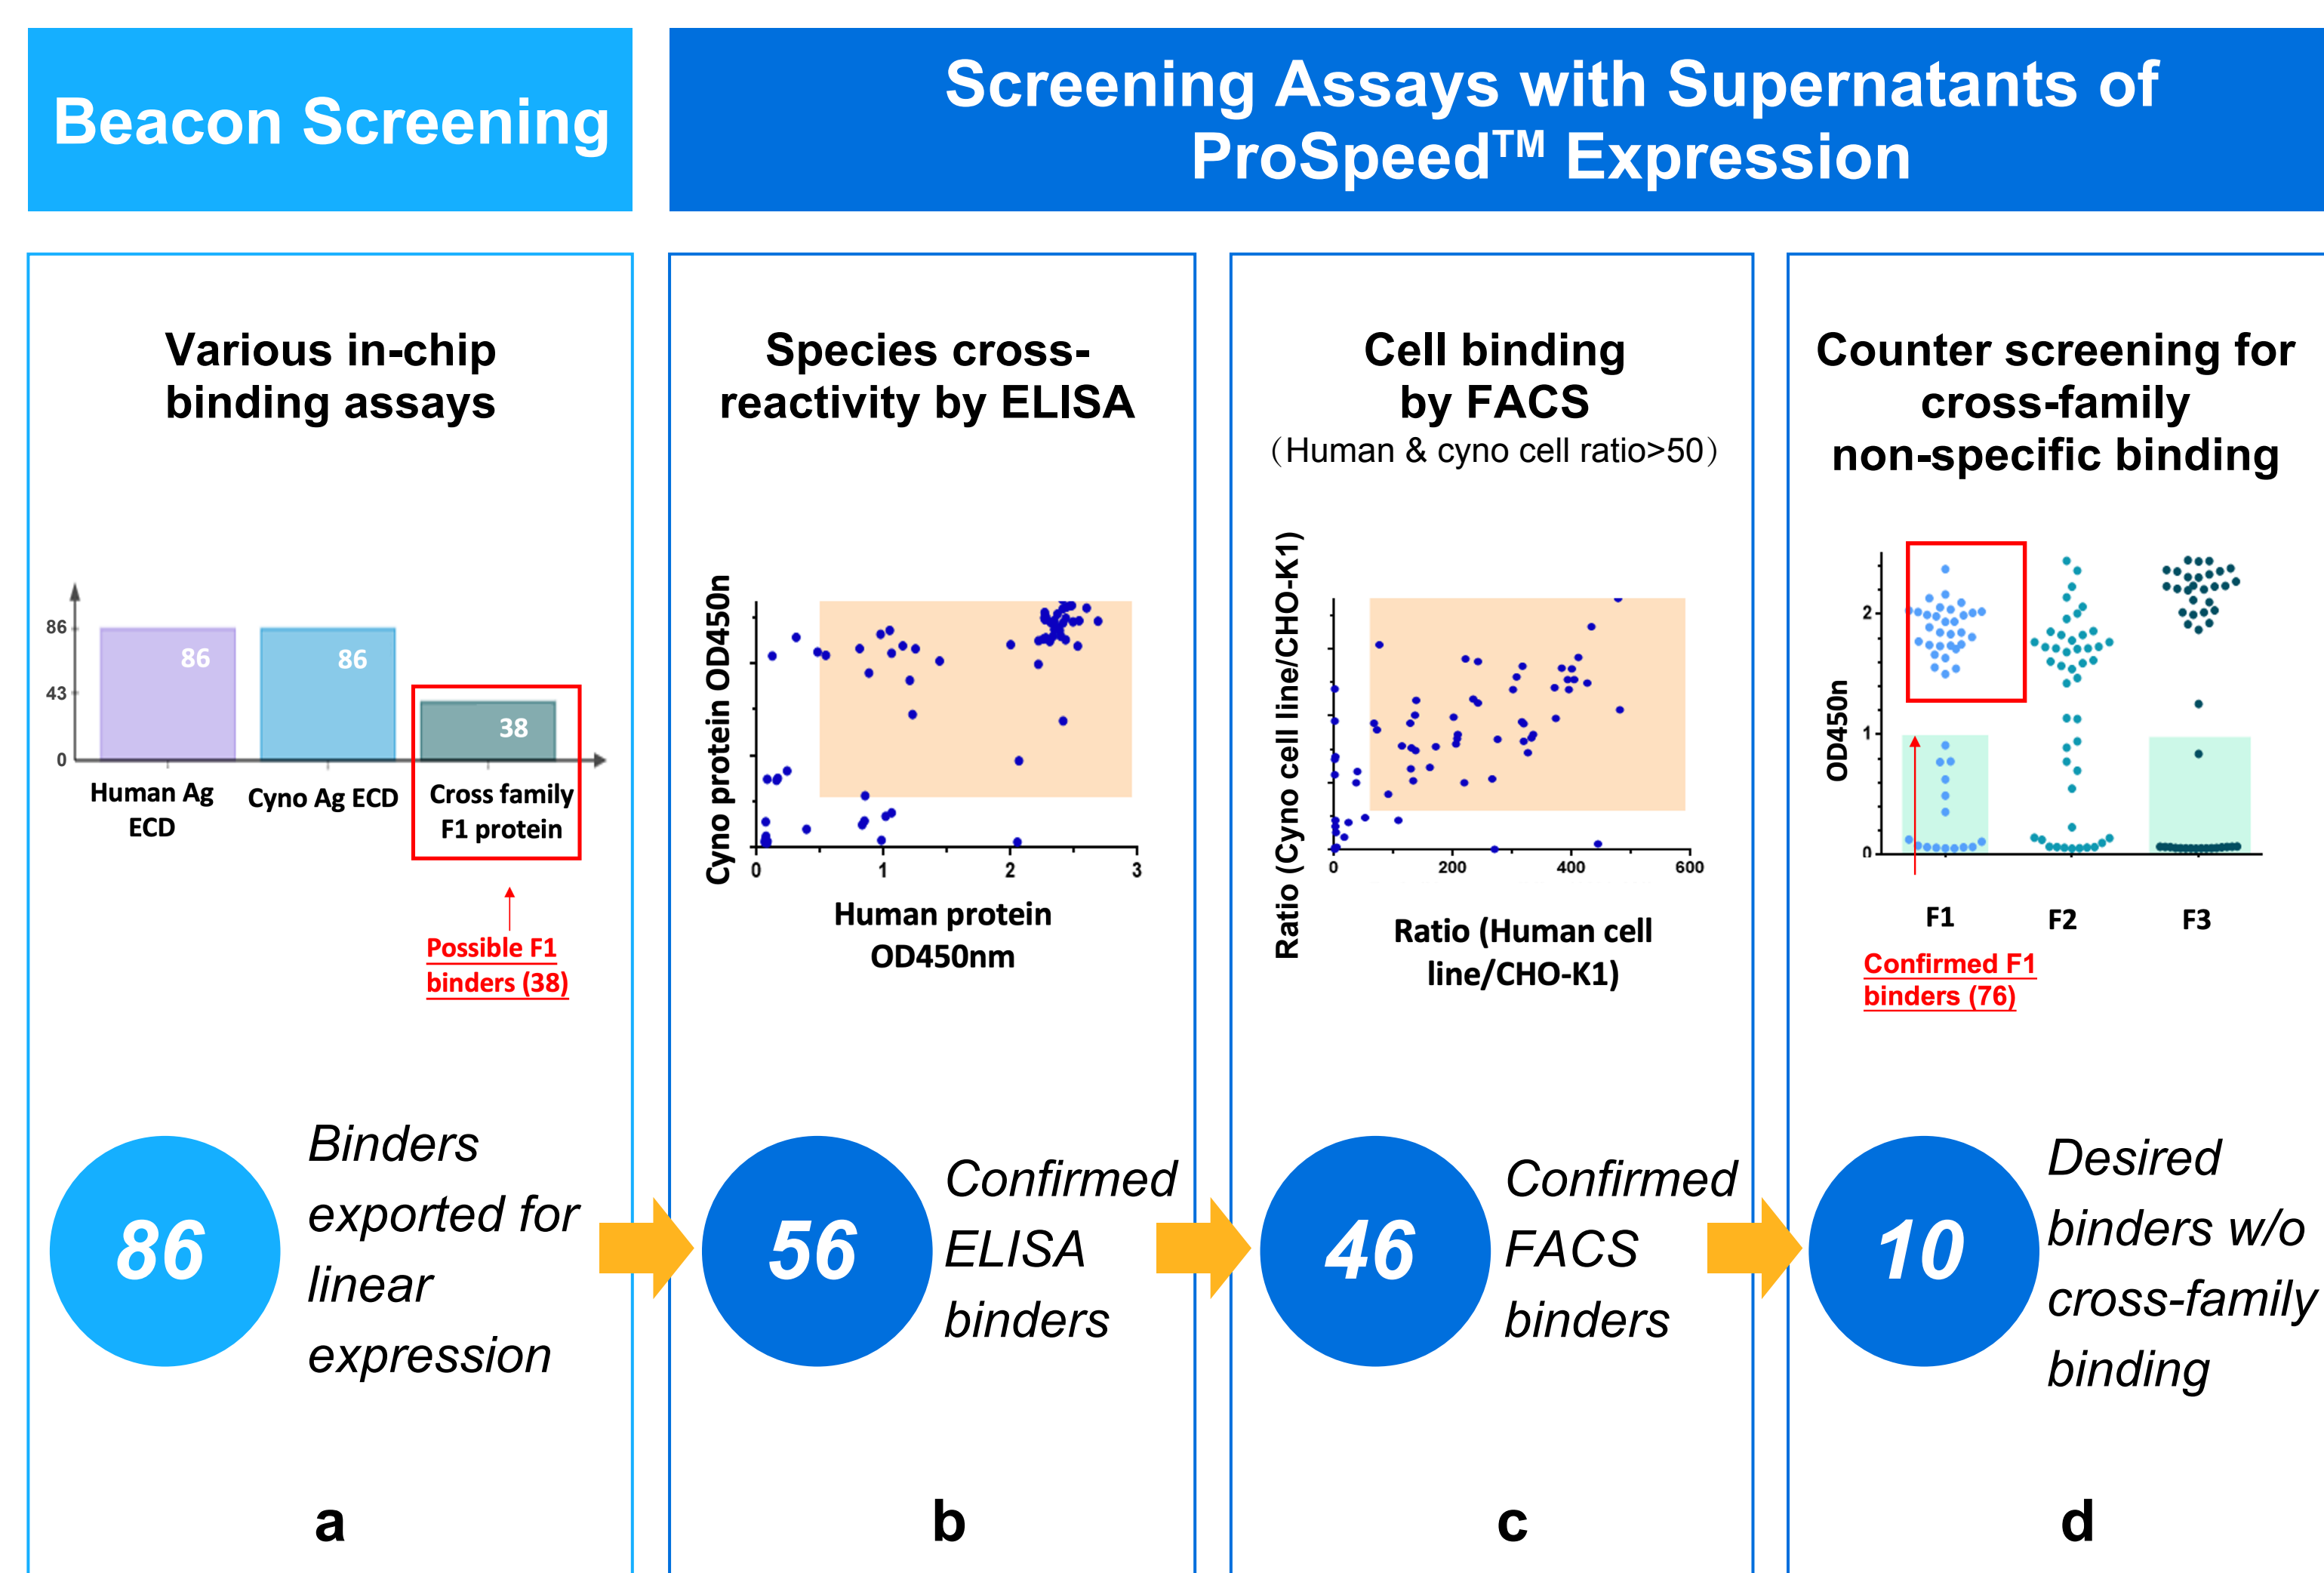 Beacon Screening
Screening Assays with Supernatants of
ProSpeed™ Expression
Various in-chip
binding assays
86
43
0
86
86
38
Human Ag
ECD
Cyno Ag ECD
Cross family
F1 protein
Possible F1
binders (38)
86
Binders
exported for
linear
expression
a
Species cross-
reactivity by ELISA
Cyno protein OD450n
0 1 2 3
Human protein
OD450nm
56
Confirmed
ELISA
binders
b
Cell binding
by FACS
（Human & cyno cell ratio>50）
Ratio (Cyno cell line/CHO-K1)
0 200 400 600
Ratio (Human cell
line/CHO-K1)
46
Confirmed
FACS
binders
c
Counter screening for
cross-family
non-specific binding
OD450n
2
1
0
F1 F2 F3
Confirmed F1
binders (76)
10
Desired
binders w/o
cross-family
binding
d